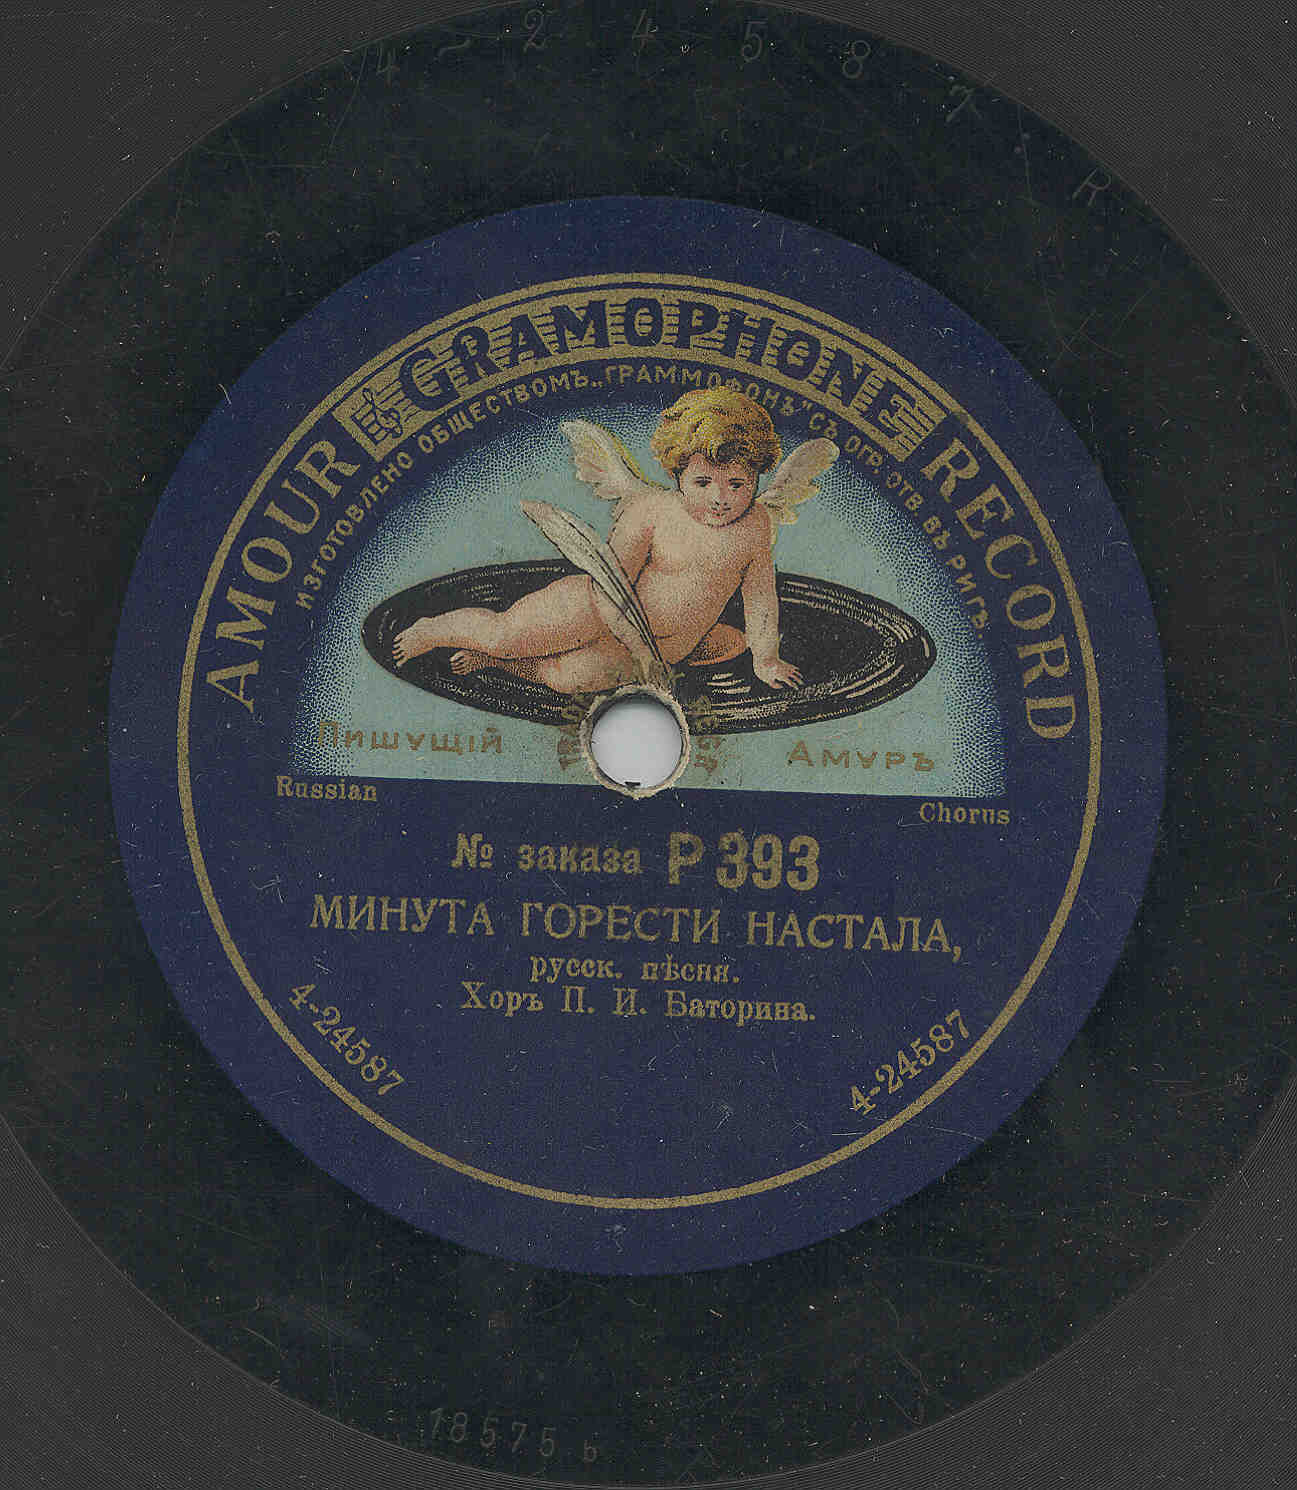 4-24587
R
AMOUR GRAMOPHONE RECORD
ИЗГОТОВЛЕНО ОБЩЕСТВОМЪ „ГРАММОФОНЪ" СЪ ОГР. ОТВ. ВЪ РИГѢ.
ПИШУЩІЙ АМУРЪ
Russian Chorus
№ заказа P 393
МИНУТА ГОРЕСТИ НАСТАЛА,
русск. пѣсня.
Хоръ П. И. Баторина.
4-24587 4-24587
18575 b